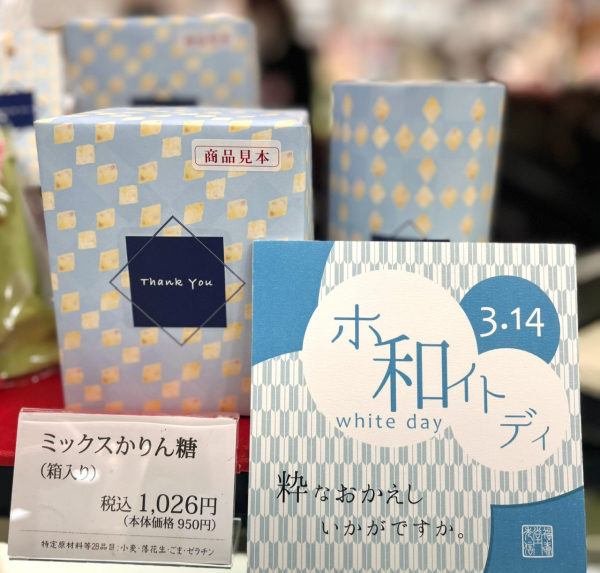 商品見本
Thank You
3.14
ホ和イトディ
white day
粋なおかえし
いかがですか。
ミックスかりん糖
(箱入り)
税込 1,026円
(本体価格 950円)
特定原材料等28品目:小麦・落花生・ごま・ゼラチン